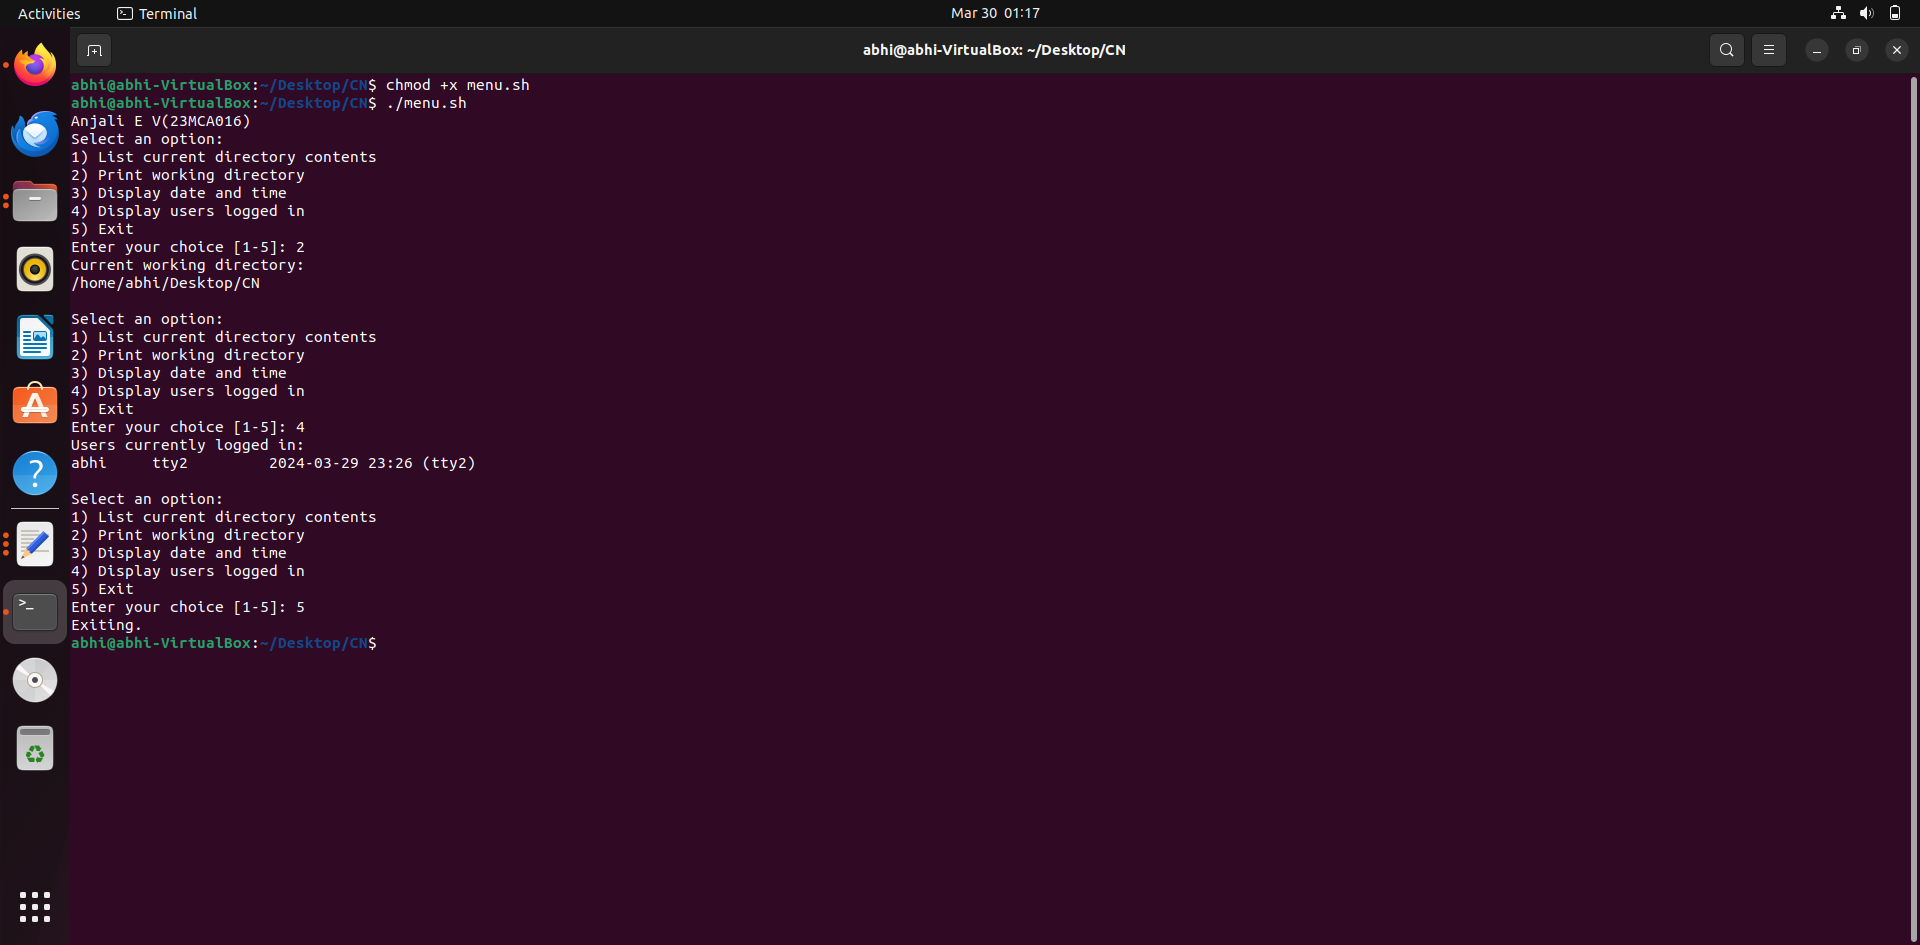 Activities
Terminal
Mar 30 01:17
abhi@abhi-VirtualBox: ~/Desktop/CN
abhi@abhi-VirtualBox:~/Desktop/CN$ chmod +x menu.sh
abhi@abhi-VirtualBox:~/Desktop/CN$ ./menu.sh
Anjali E V(23MCA016)
Select an option:
1) List current directory contents
2) Print working directory
3) Display date and time
4) Display users logged in
5) Exit
Enter your choice [1-5]: 2
Current working directory:
/home/abhi/Desktop/CN

Select an option:
1) List current directory contents
2) Print working directory
3) Display date and time
4) Display users logged in
5) Exit
Enter your choice [1-5]: 4
Users currently logged in:
abhi     tty2         2024-03-29 23:26 (tty2)

Select an option:
1) List current directory contents
2) Print working directory
3) Display date and time
4) Display users logged in
5) Exit
Enter your choice [1-5]: 5
Exiting.
abhi@abhi-VirtualBox:~/Desktop/CN$